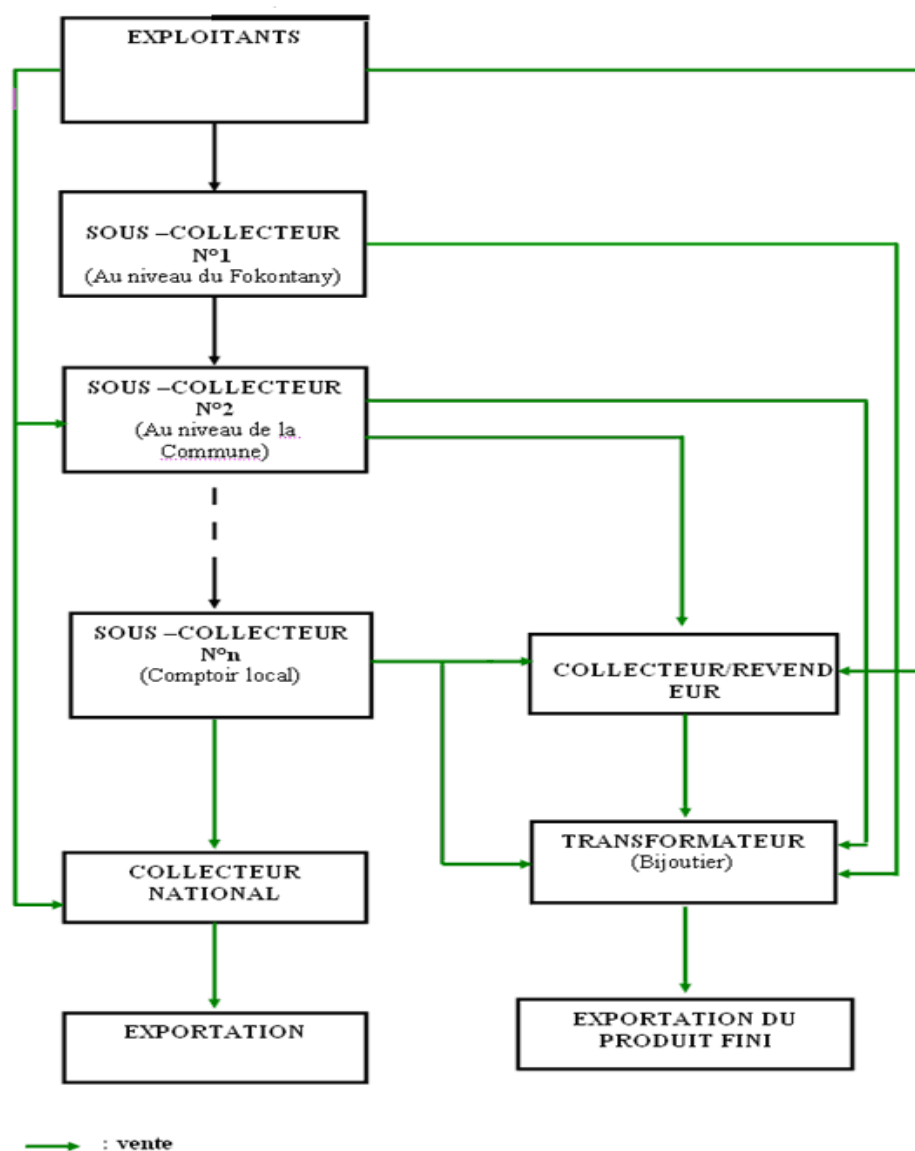 EXPLOITANTS
SOUS –COLLECTEUR
N°1
(Au niveau du Fokontany)
SOUS –COLLECTEUR
N°2
(Au niveau de la
Commune)
SOUS –COLLECTEUR
N°n
(Comptoir local)
COLLECTEUR/REVEND
EUR
TRANSFORMATEUR
(Bijoutier)
COLLECTEUR
NATIONAL
EXPORTATION
EXPORTATION DU
PRODUIT FINI
: vente